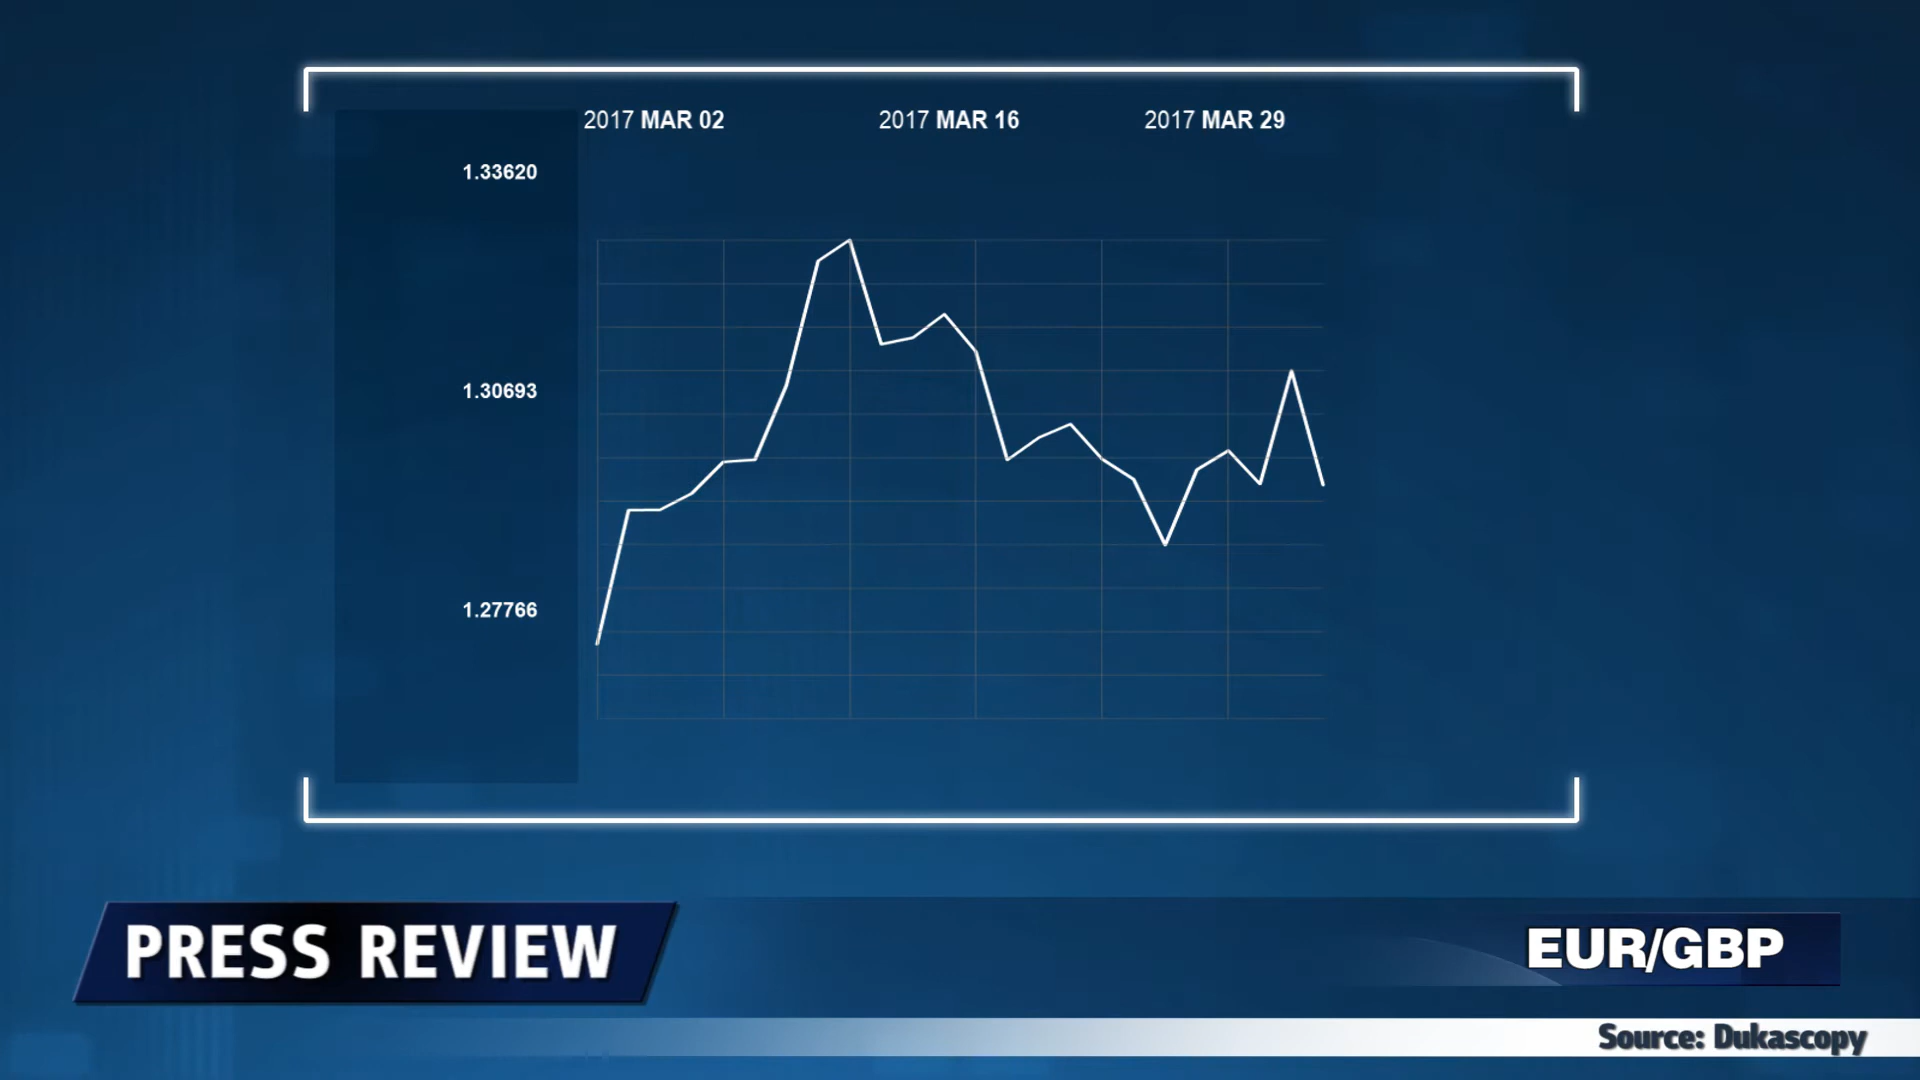 2017 MAR 02 2017 MAR 16 2017 MAR 29
1.33620
1.30693
1.27766
PRESS REVIEW
EUR/GBP
Source: Dukascopy